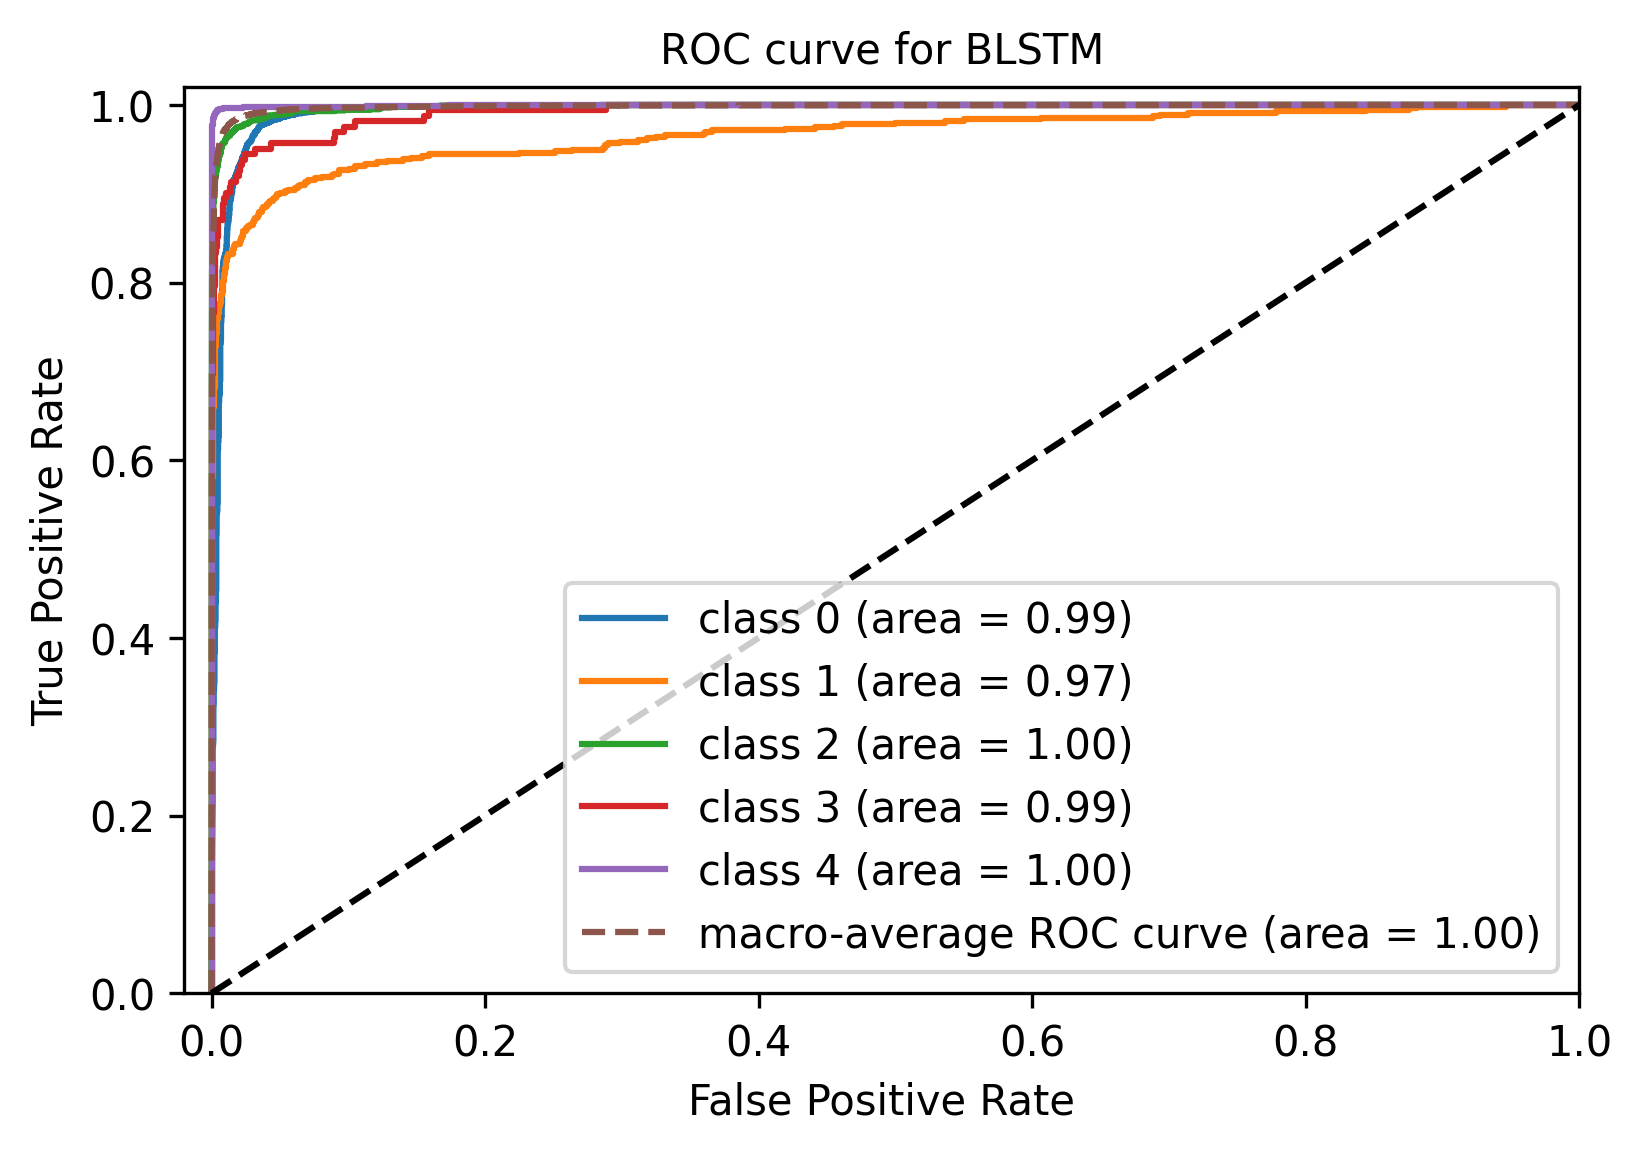 ROC curve for BLSTM
True Positive Rate
1.0
0.8
0.6
0.4
0.2
0.0
class 0 (area = 0.99)
class 1 (area = 0.97)
class 2 (area = 1.00)
class 3 (area = 0.99)
class 4 (area = 1.00)
macro-average ROC curve (area = 1.00)
0.0 0.2 0.4 0.6 0.8 1.0
False Positive Rate